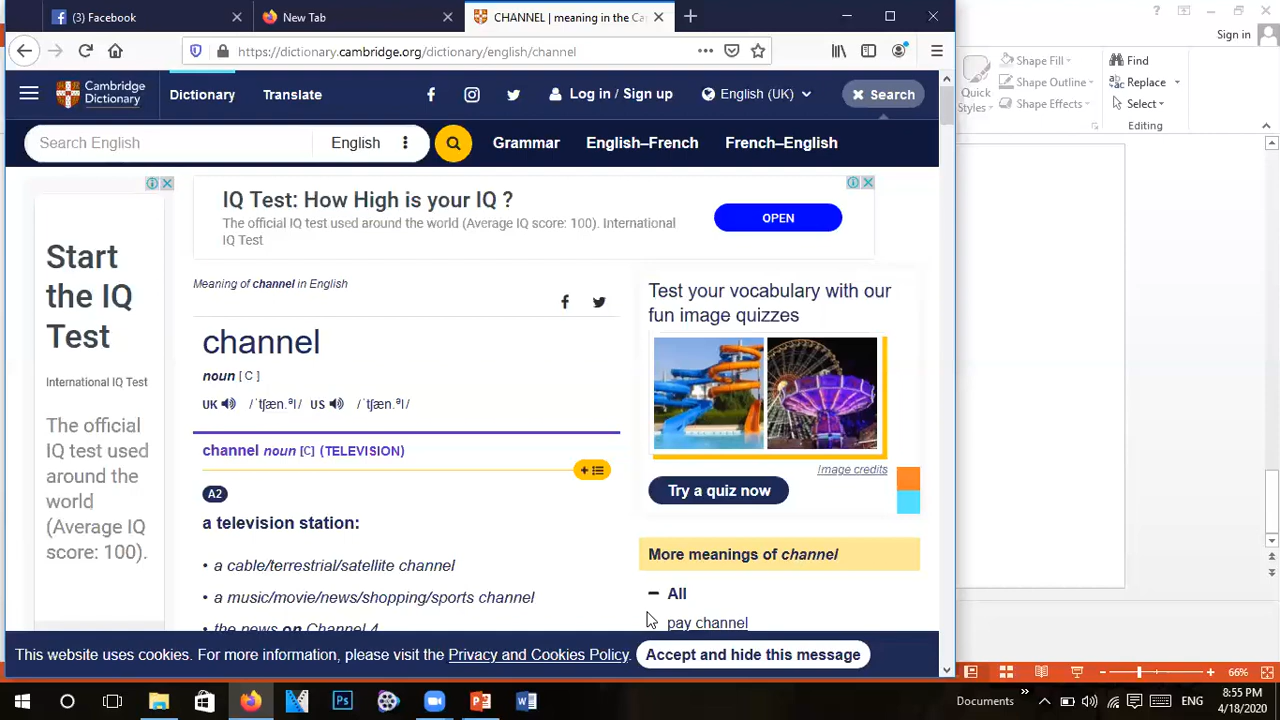 (3) Facebook
New Tab
CHANNEL | meaning in the Ca
https://dictionary.cambridge.org/dictionary/english/channel
Sign in
Shape Fill
Shape Outline
Shape Effects
Quick
Styles
Find
Replace
Select
Editing
Cambridge
Dictionary
Dictionary
Translate
Log in / Sign up
English (UK)
Search
Search English
English
Grammar
English–French
French–English
Start
the IQ
Test
International IQ Test
The official
IQ test used
around the
world
(Average IQ
score: 100).
IQ Test: How High is your IQ ?
The official IQ test used around the world (Average IQ score: 100). International
IQ Test
OPEN
Meaning of channel in English
channel
noun [ C ]
UK /ˈtʃæn.əl/ US /ˈtʃæn.əl/
channel noun [C] (TELEVISION)
A2
a television station:
• a cable/terrestrial/satellite channel
• a music/movie/news/shopping/sports channel
• the news on Channel 4
Test your vocabulary with our
fun image quizzes
Image credits
Try a quiz now
More meanings of channel
All
pay channel
This website uses cookies. For more information, please visit the Privacy and Cookies Policy.
Accept and hide this message
66%
Documents
ENG
8:55 PM
4/18/2020